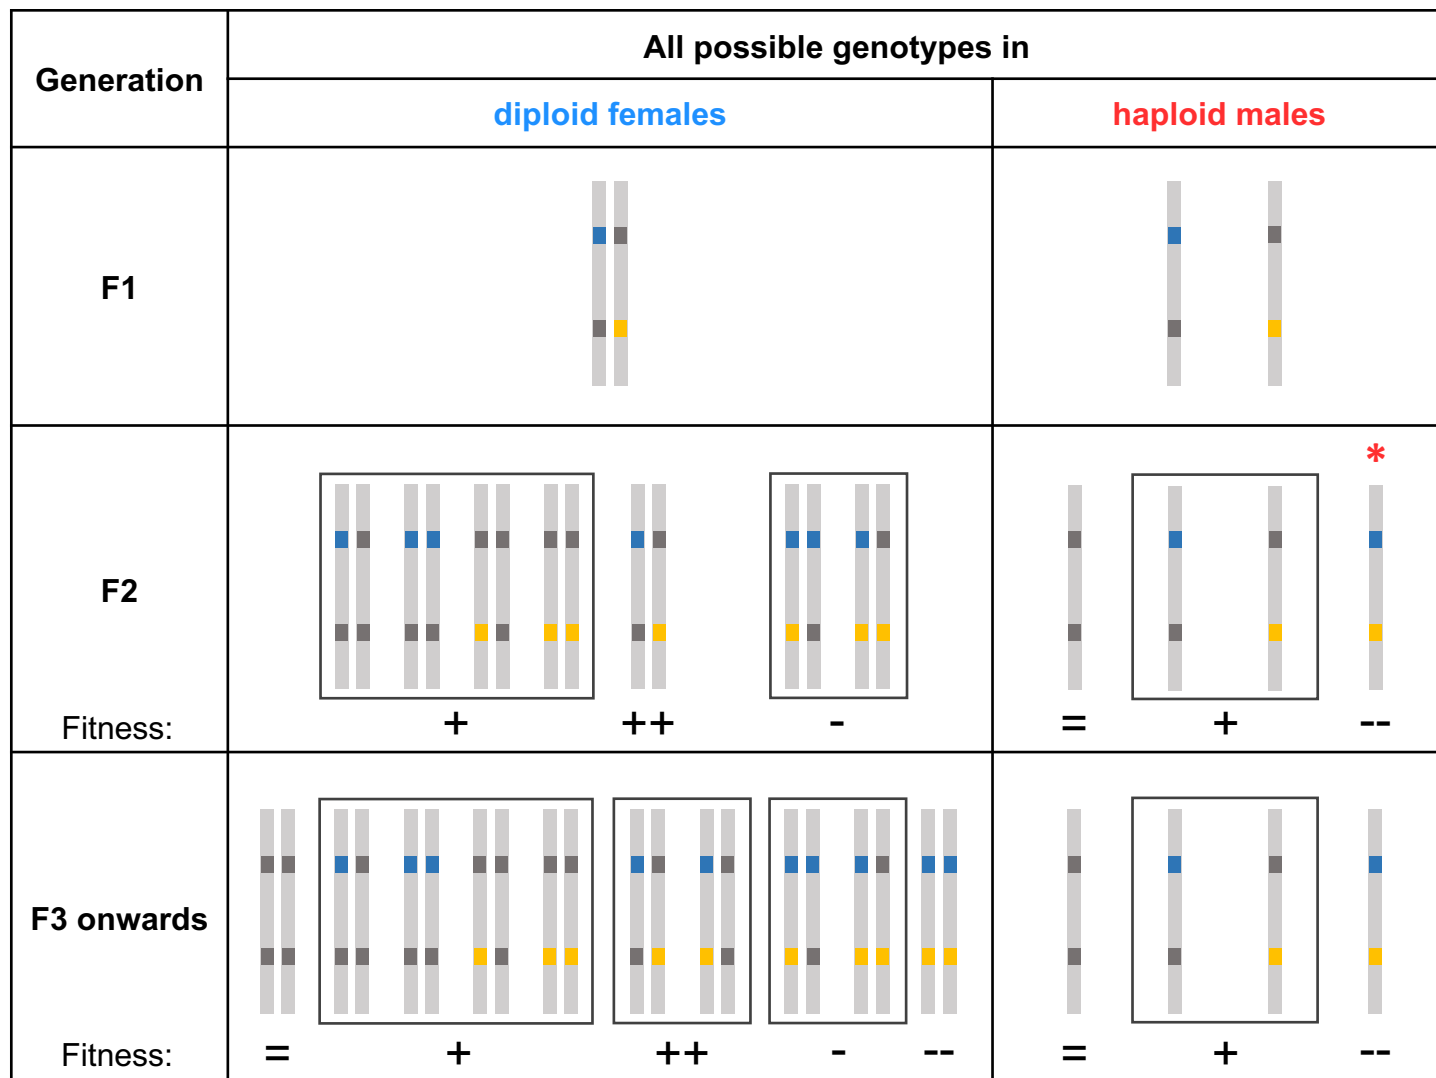 Generation
All possible genotypes in
diploid females
haploid males
F1
F2
*
Fitness:
+
++
-
=
+
--
F3 onwards
Fitness:
=
+
++
-
--
=
+
--